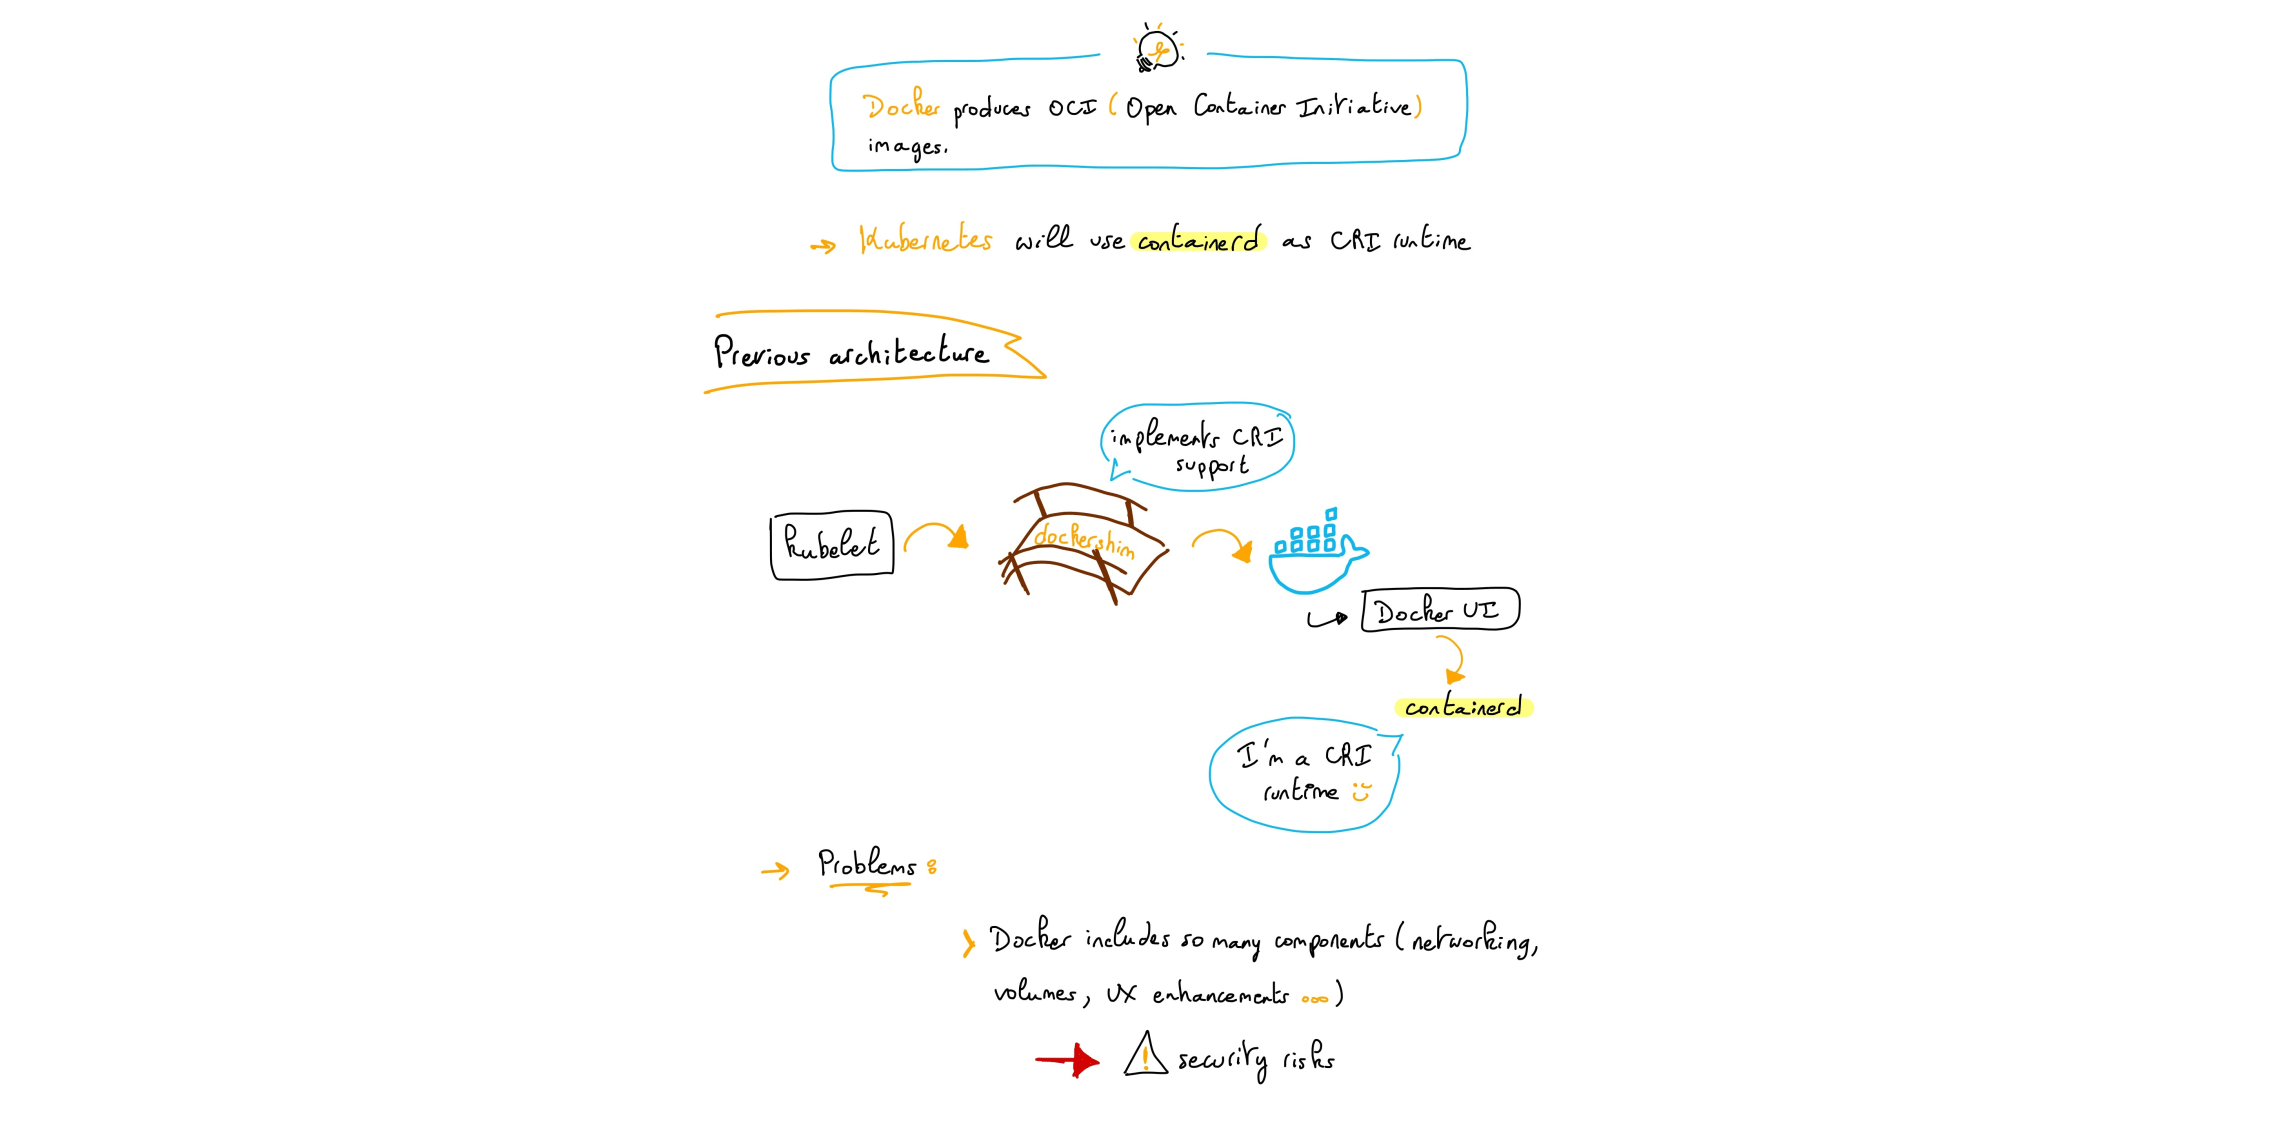 Docker produces OCI (Open Container Initiative)
images.
Kubernetes will use containerd as CRI runtime
Previous architecture
implements CRI
support
kubelet
dockershim
Docker UI
containerd
I'm a CRI
runtime
Problems:
Docker includes so many components (networking,
volumes, UX enhancements ...)
! security risks